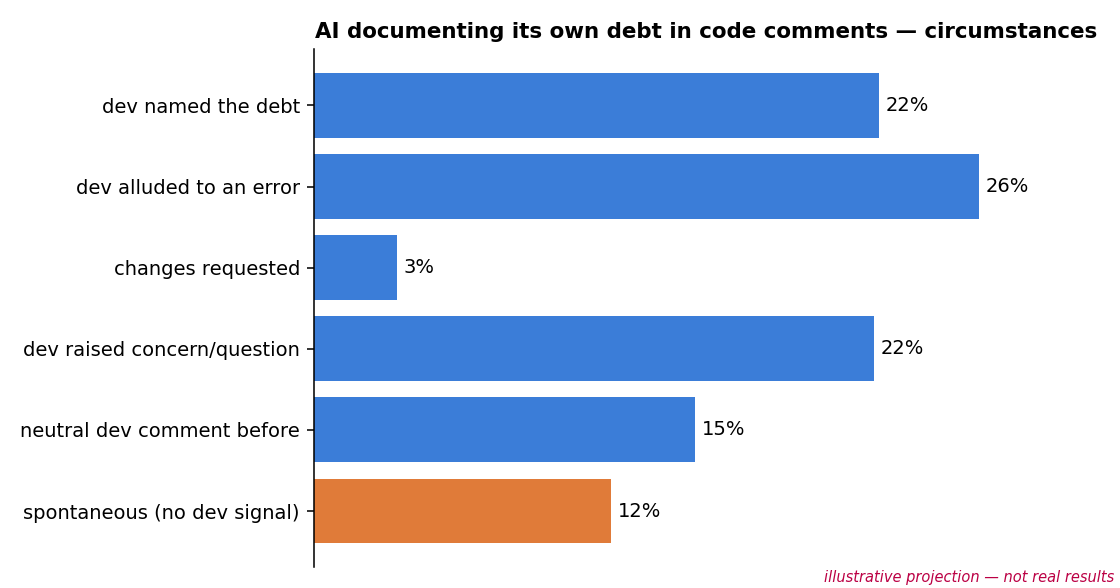 AI documenting its own debt in code comments — circumstances
dev named the debt
22%
dev alluded to an error
26%
changes requested
3%
dev raised concern/question
22%
neutral dev comment before
15%
spontaneous (no dev signal)
12%
illustrative projection — not real results